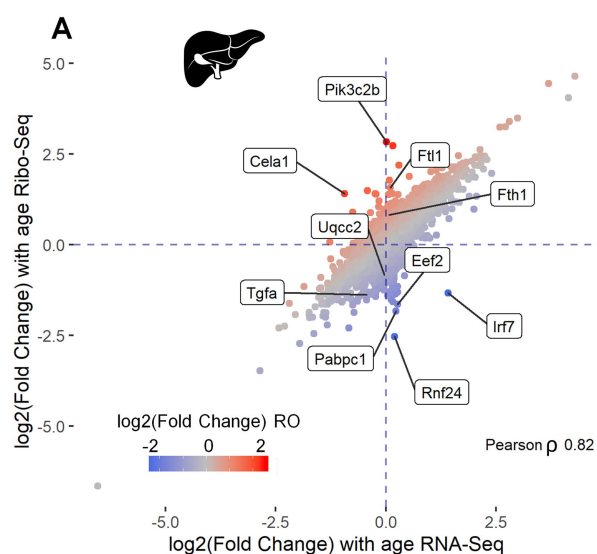 A
5.0
2.5
0.0
-2.5
-5.0
log2(Fold Change) with age Ribo-Seq
Pik3c2b
Cela1
Ftl1
Fth1
Uqcc2
Eef2
Tgfa
Irf7
Pabpc1
Rnf24
log2(Fold Change) RO
-2 0 2
Pearson ρ 0.82
-5.0 -2.5 0.0 2.5
log2(Fold Change) with age RNA-Seq